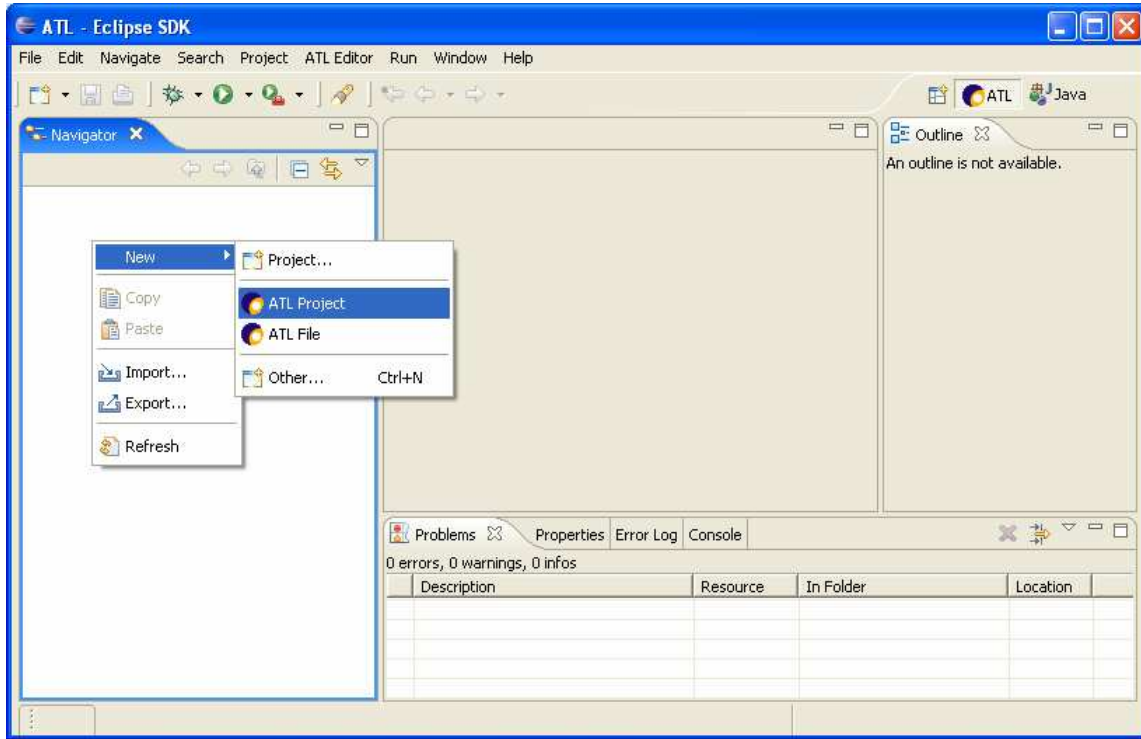 ATL - Eclipse SDK
File Edit Navigate Search Project ATL Editor Run Window Help
ATL Java
Navigator
Outline
An outline is not available.
New
Copy
Paste
Import...
Export...
Refresh
Project...
ATL Project
ATL File
Other... Ctrl+N
Problems Properties Error Log Console
0 errors, 0 warnings, 0 infos
Description Resource In Folder Location